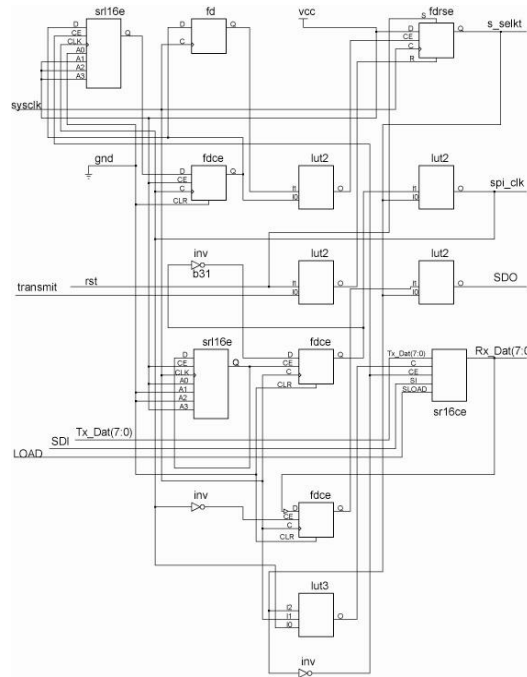 srl16e
fd
vcc
fdrse
D
CE
CLK
A0
A1
A2
A3
Q
D
C
Q
S
D
CE
C
R
Q
s_selkt
sysclk
gnd
fdce
D
CE
C
CLR
Q
lut2
I1
I0
O
lut2
I1
I0
O
spi_clk
inv
b31
lut2
I1
I0
O
lut2
I1
I0
O
SDO
rst
transmit
srl16e
D
CE
CLK
A0
A1
A2
A3
Q
fdce
D
CE
C
CLR
Q
Tx_Dat(7:0)
C
CE
SI
SLOAD
Rx_Dat(7:0
sr16ce
Tx_Dat(7:0)
SDI
LOAD
inv
fdce
D
CE
C
CLR
Q
lut3
I2
I1
I0
O
inv